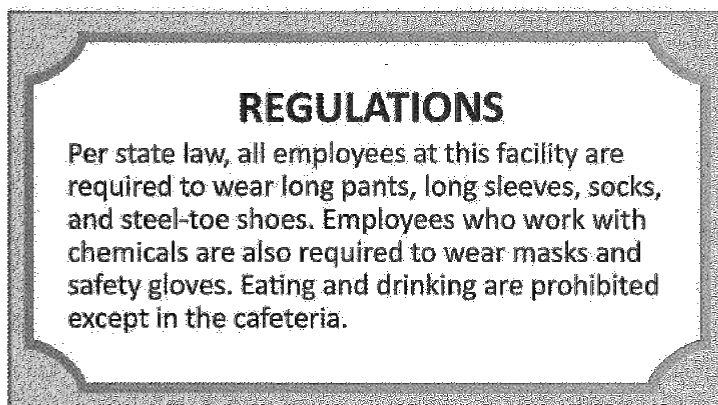 REGULATIONS
Per state law, all employees at this facility are
required to wear long pants, long sleeves, socks,
and steel-toe shoes. Employees who work with
chemicals are also required to wear masks and
safety gloves. Eating and drinking are prohibited
except in the cafeteria.